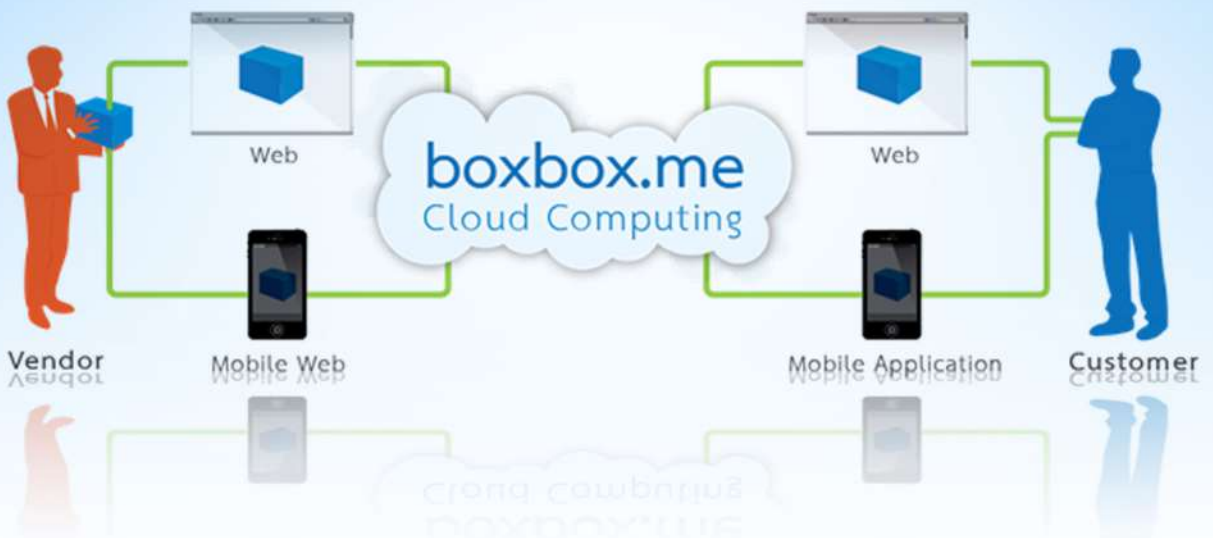 Web
Web
boxbox.me
Cloud Computing
Vendor
Mobile Web
Mobile Application
Customer